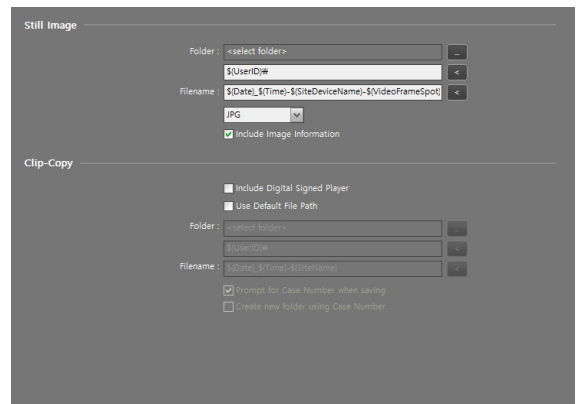 Still Image
Folder : <select folder> ...
$(UserID)₩ <
Filename : $(Date)_$(Time)-$(SiteDeviceName)-$(VideoFrameSpot) <
JPG
Include Image Information
Clip-Copy
Include Digital Signed Player
Use Default File Path
Folder : <select folder> ...
$(UserID)₩ <
Filename : $(Date)_$(Time)-$(SiteName) <
Prompt for Case Number when saving
Create new folder using Case Number